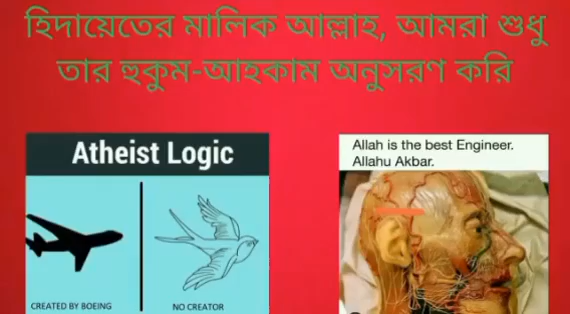 হিদায়েতের মালিক আল্লাহ, আমরা শুধু
তার হুকুম-আহকাম অনুসরণ করি
Atheist Logic
CREATED BY BOEING
NO CREATOR
Allah is the best Engineer.
Allahu Akbar.